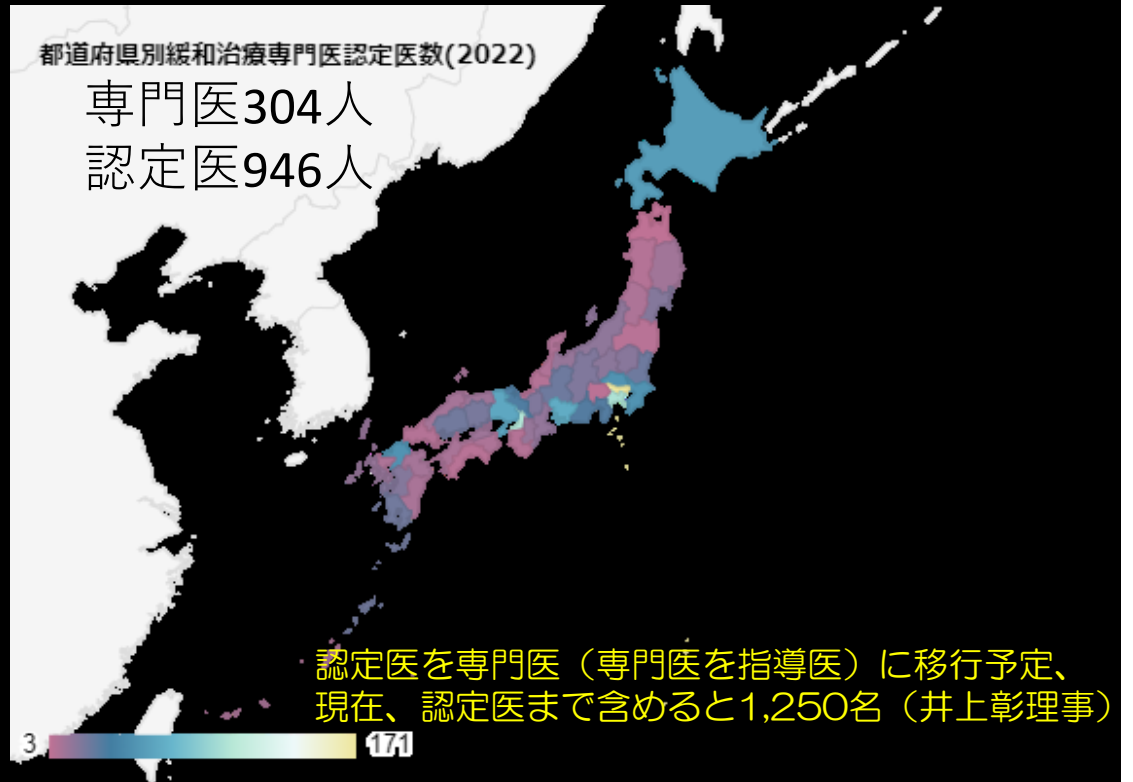 都道府県別緩和治療専門医認定医数(2022)
専門医304人
認定医946人
認定医を専門医（専門医を指導医）に移行予定、
現在、認定医まで含めると1,250名（井上彰理事）
3
171